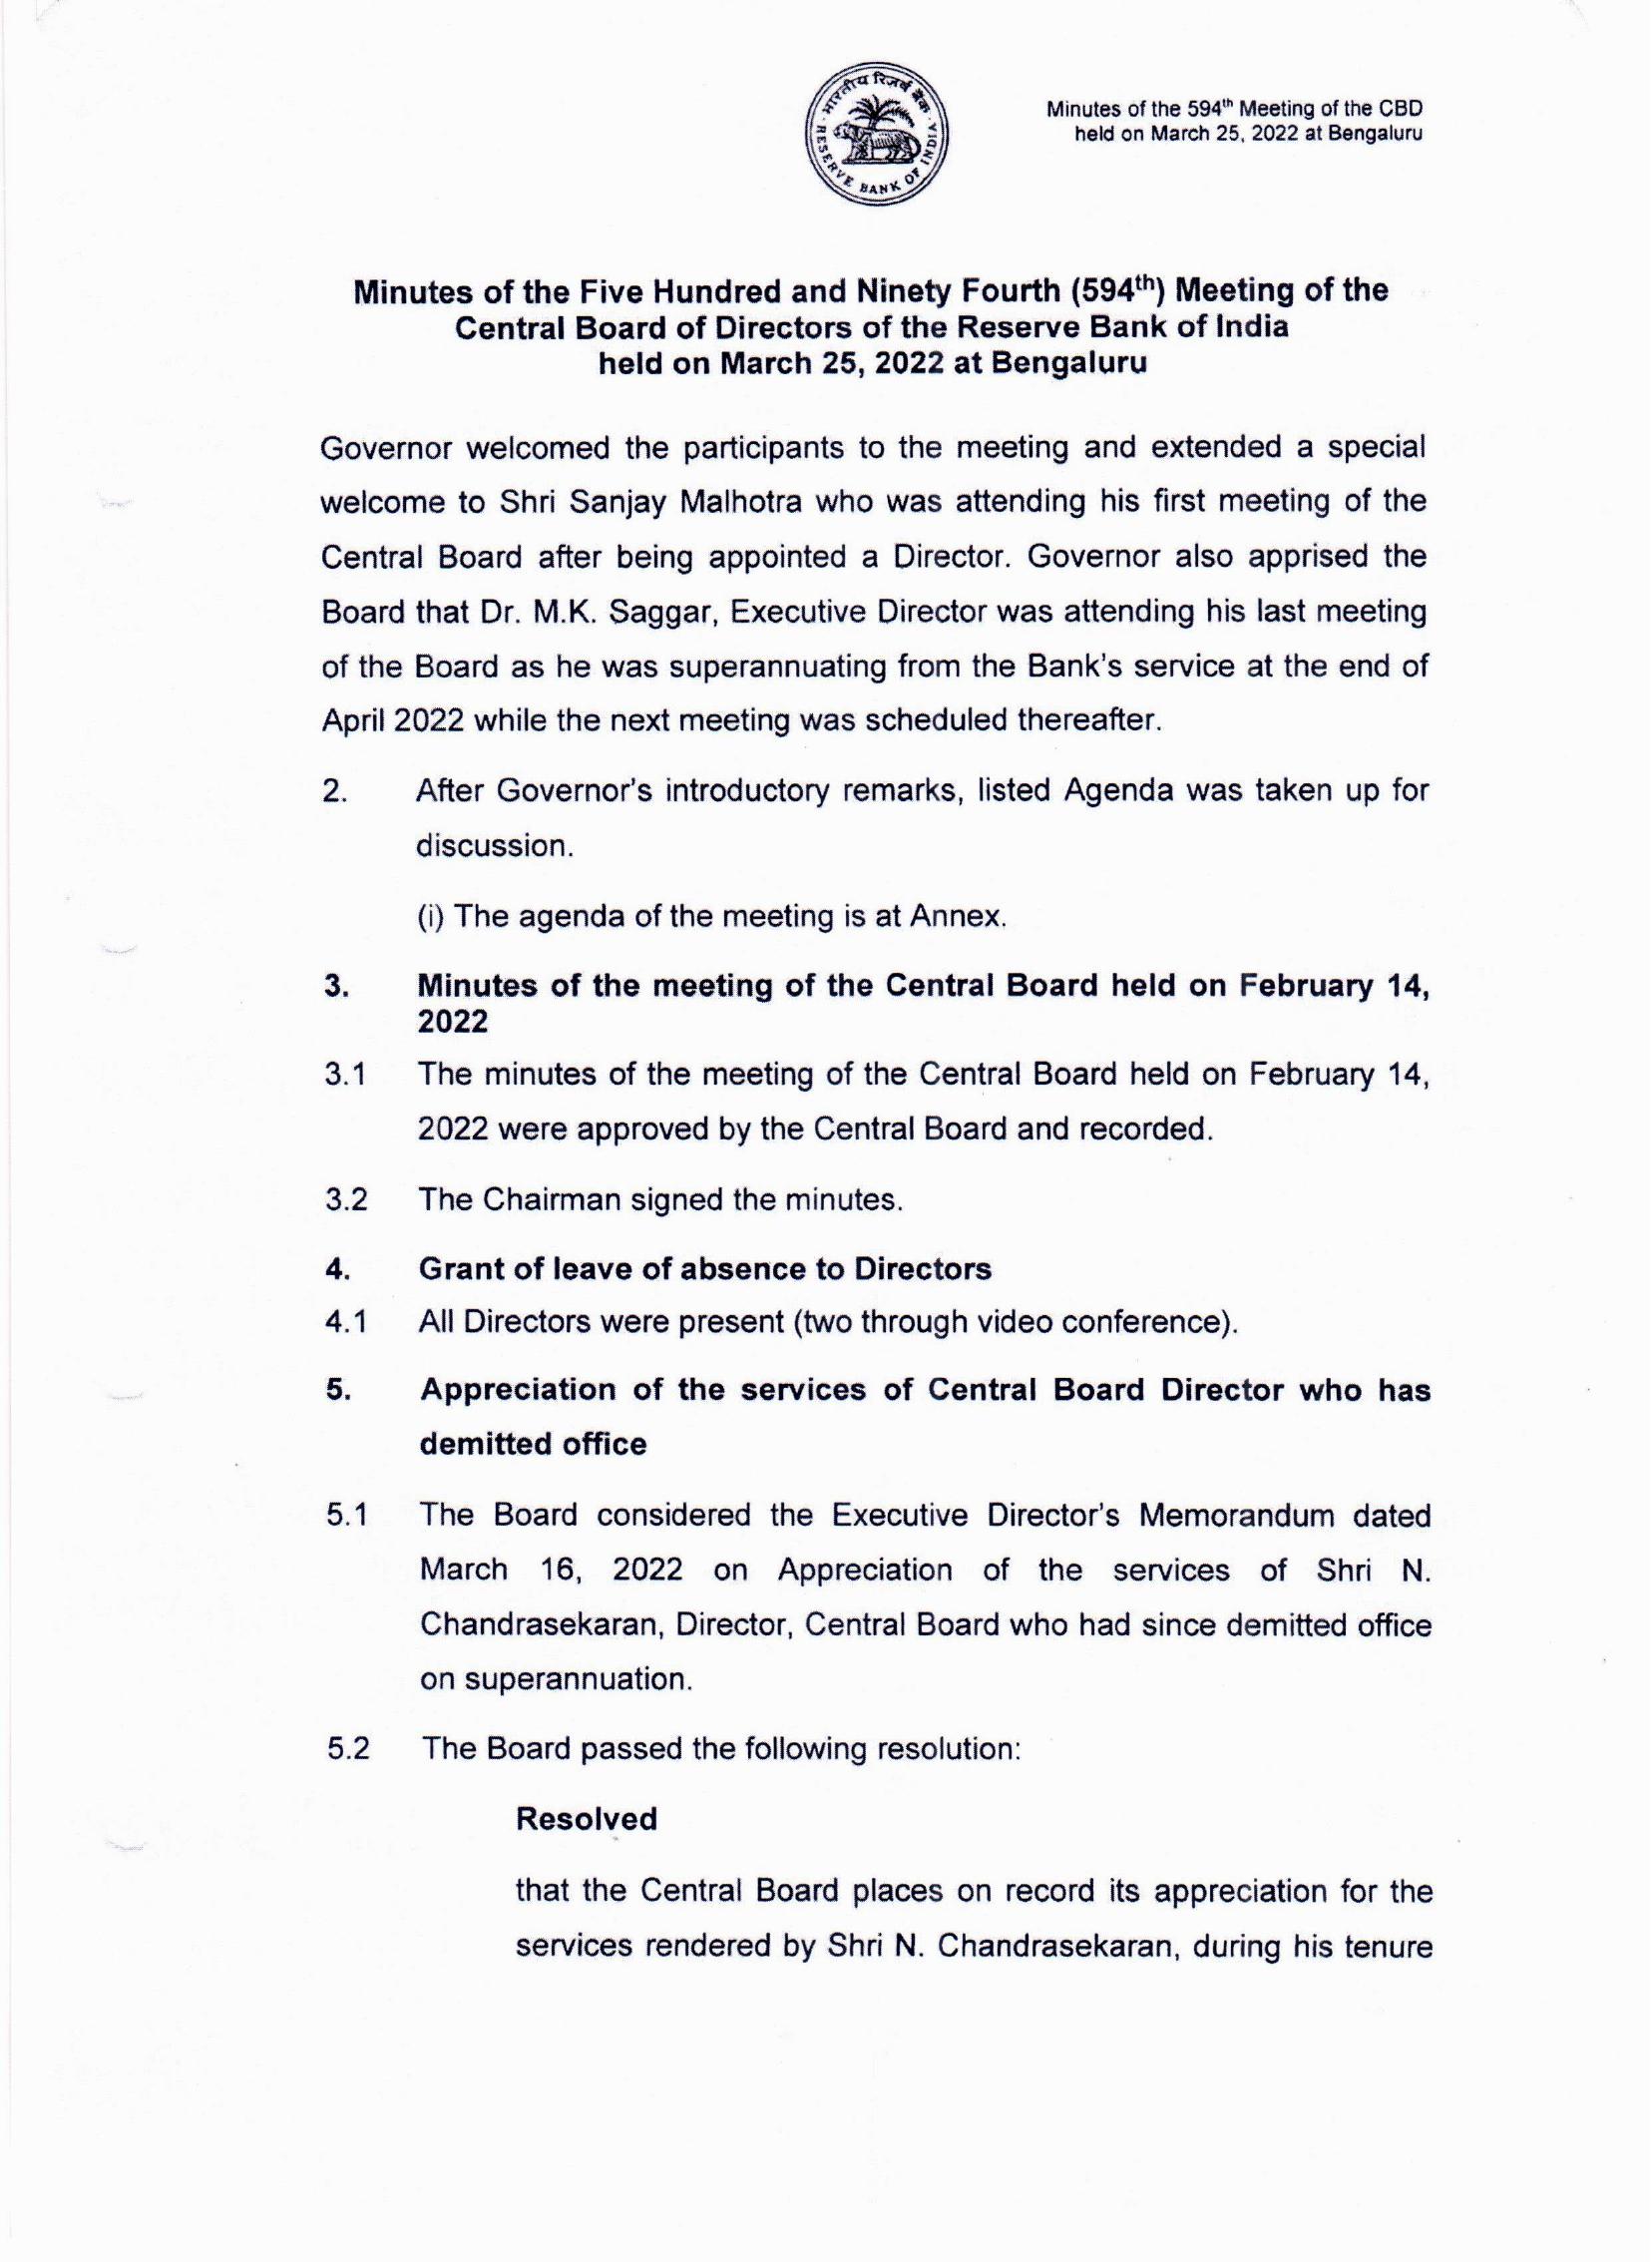 भारतीय रिज़र्व बैंक
RESERVE BANK OF INDIA
Minutes of the 594th Meeting of the CBD
held on March 25, 2022 at Bengaluru
Minutes of the Five Hundred and Ninety Fourth (594th) Meeting of the
Central Board of Directors of the Reserve Bank of India
held on March 25, 2022 at Bengaluru
Governor welcomed the participants to the meeting and extended a special
welcome to Shri Sanjay Malhotra who was attending his first meeting of the
Central Board after being appointed a Director. Governor also apprised the
Board that Dr. M.K. Saggar, Executive Director was attending his last meeting
of the Board as he was superannuating from the Bank's service at the end of
April 2022 while the next meeting was scheduled thereafter.
2. After Governor's introductory remarks, listed Agenda was taken up for
discussion.
(i) The agenda of the meeting is at Annex.
3. Minutes of the meeting of the Central Board held on February 14,
2022
3.1 The minutes of the meeting of the Central Board held on February 14,
2022 were approved by the Central Board and recorded.
3.2 The Chairman signed the minutes.
4. Grant of leave of absence to Directors
4.1 All Directors were present (two through video conference).
5. Appreciation of the services of Central Board Director who has
demitted office
5.1 The Board considered the Executive Director's Memorandum dated
March 16, 2022 on Appreciation of the services of Shri N.
Chandrasekaran, Director, Central Board who had since demitted office
on superannuation.
5.2 The Board passed the following resolution:
Resolved
that the Central Board places on record its appreciation for the
services rendered by Shri N. Chandrasekaran, during his tenure